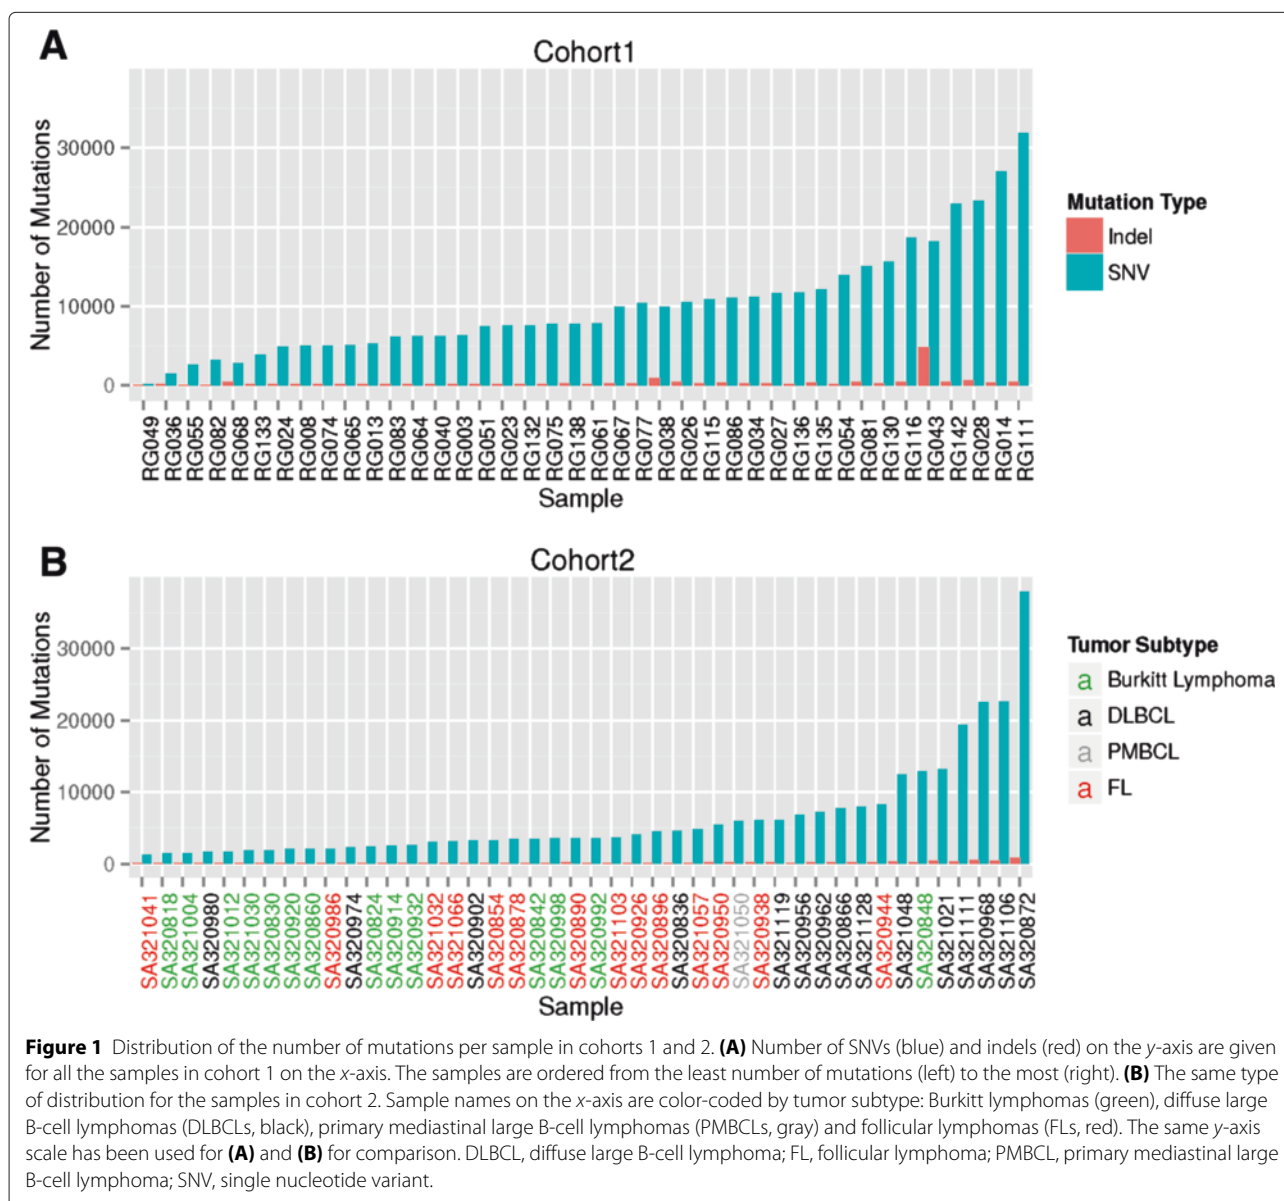 A
Cohort1
Number of Mutations
30000
20000
10000
0
RG049
RG036
RG055
RG082
RG068
RG133
RG024
RG008
RG074
RG065
RG013
RG083
RG064
RG040
RG003
RG051
RG023
RG132
RG075
RG138
RG061
RG067
RG077
RG038
RG026
RG115
RG086
RG034
RG027
RG136
RG135
RG054
RG081
RG130
RG116
RG043
RG142
RG028
RG014
RG111
Sample
Mutation Type
Indel
SNV
B
Cohort2
Number of Mutations
30000
20000
10000
0
SA321041
SA320818
SA321004
SA320980
SA321012
SA321030
SA320830
SA320920
SA320860
SA320986
SA320974
SA320824
SA320914
SA320932
SA321032
SA321066
SA320902
SA320854
SA320878
SA320842
SA320998
SA320890
SA320992
SA321103
SA320926
SA320896
SA320836
SA321057
SA320950
SA321050
SA320938
SA321119
SA320956
SA320962
SA320866
SA321128
SA320944
SA321048
SA320848
SA321021
SA321111
SA320968
SA321106
SA320872
Sample
Tumor Subtype
a Burkitt Lymphoma
a DLBCL
a PMBCL
a FL
Figure 1 Distribution of the number of mutations per sample in cohorts 1 and 2. (A) Number of SNVs (blue) and indels (red) on the y-axis are given
for all the samples in cohort 1 on the x-axis. The samples are ordered from the least number of mutations (left) to the most (right). (B) The same type
of distribution for the samples in cohort 2. Sample names on the x-axis are color-coded by tumor subtype: Burkitt lymphomas (green), diffuse large
B-cell lymphomas (DLBCLs, black), primary mediastinal large B-cell lymphomas (PMBCLs, gray) and follicular lymphomas (FLs, red). The same y-axis
scale has been used for (A) and (B) for comparison. DLBCL, diffuse large B-cell lymphoma; FL, follicular lymphoma; PMBCL, primary mediastinal large
B-cell lymphoma; SNV, single nucleotide variant.